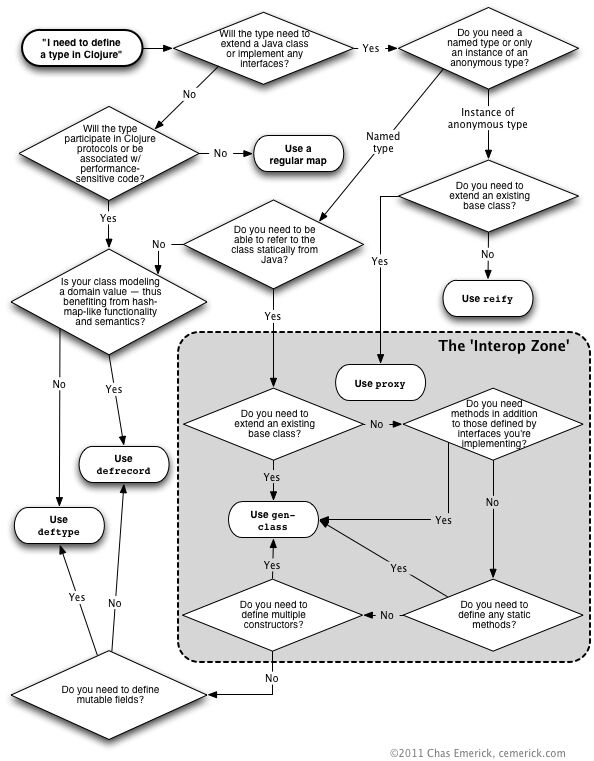 "I need to define
a type in Clojure"
Will the type need to
extend a Java class
or implement any
interfaces?
Yes
Do you need a
named type or only
an instance of an
anonymous type?
No
Instance of
anonymous type
Named
type
Will the type
participate in Clojure
protocols or be
associated w/
performance-
sensitive code?
No
Use a
regular map
Do you need to
extend an existing
base class?
Yes
No
Do you need to be
able to refer to the
class statically from
Java?
No
Yes
Yes
No
Use reify
Is your class modeling
a domain value — thus
benefiting from hash-
map-like functionality
and semantics?
The 'Interop Zone'
Use proxy
No
Yes
Do you need to
extend an existing
base class?
No
Do you need
methods in addition
to those defined by
interfaces you're
implementing?
Use
defrecord
Yes
No
Use
deftype
Use gen-
class
Yes
Yes
Yes
Do you need to
define multiple
constructors?
No
Do you need to
define any static
methods?
Yes
No
No
Do you need to define
mutable fields?
©2011 Chas Emerick, cemerick.com